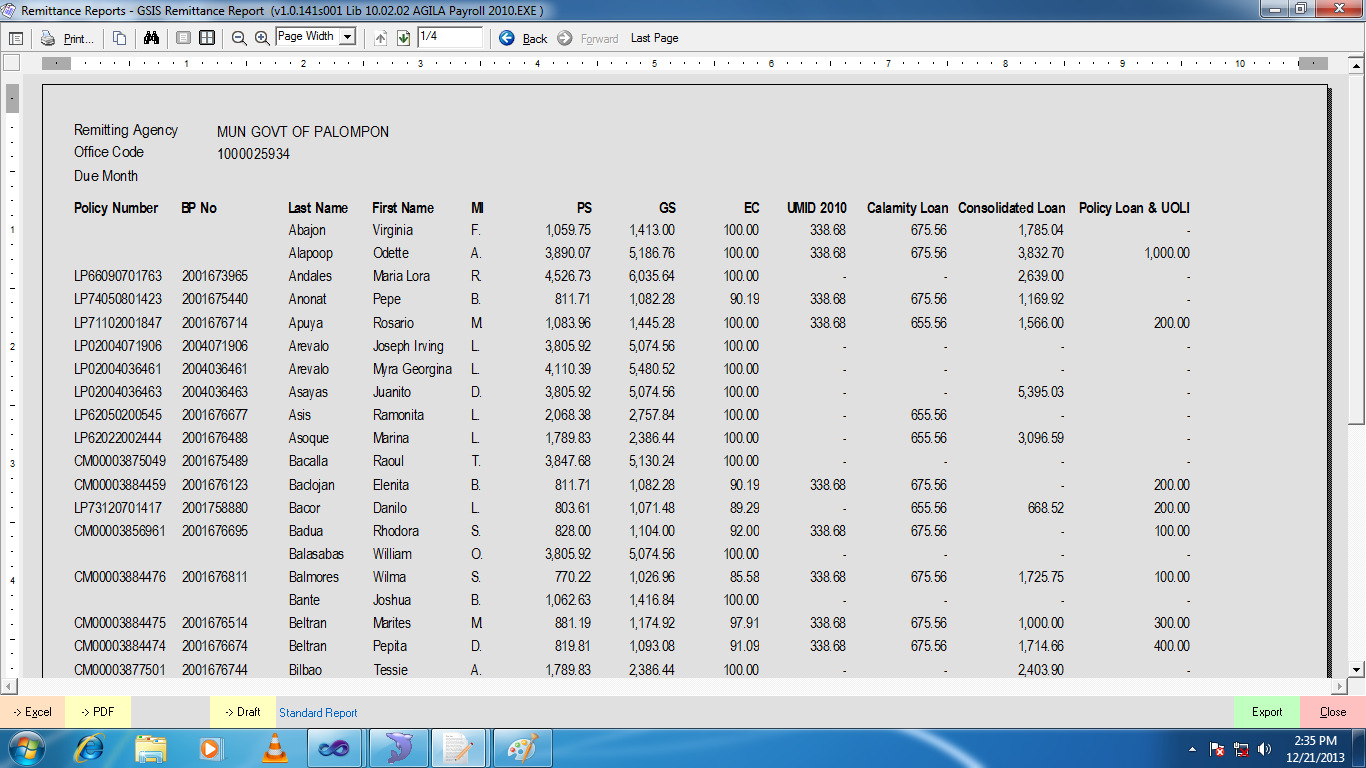 Remittance Reports - GSIS Remittance Report (v1.0.141s001 Lib 10.02.02 AGILA Payroll 2010.EXE )
Print... Page Width 1/4 Back Forward Last Page
1 2 3 4 5 6 7 8 9 10
Remitting Agency MUN GOVT OF PALOMPON
Office Code 1000025934
Due Month
Policy Number BP No Last Name First Name MI PS GS EC UMID 2010 Calamity Loan Consolidated Loan Policy Loan & UOLI
1 Abajon Virginia F. 1,059.75 1,413.00 100.00 338.68 675.56 1,785.04 -
Alapoop Odette A. 3,890.07 5,186.76 100.00 338.68 675.56 3,832.70 1,000.00
LP66090701763 2001673965 Andales Maria Lora R. 4,526.73 6,035.64 100.00 - - 2,639.00 -
LP74050801423 2001675440 Anonat Pepe B. 811.71 1,082.28 90.19 338.68 675.56 1,169.92 -
LP71102001847 2001676714 Apuya Rosario M. 1,083.96 1,445.28 100.00 338.68 655.56 1,566.00 200.00
2 LP02004071906 2004071906 Arevalo Joseph Irving L. 3,805.92 5,074.56 100.00 - - - -
LP02004036461 2004036461 Arevalo Myra Georgina L. 4,110.39 5,480.52 100.00 - - - -
LP02004036463 2004036463 Asayas Juanito D. 3,805.92 5,074.56 100.00 - - 5,395.03 -
LP62050200545 2001676677 Asis Ramonita L. 2,068.38 2,757.84 100.00 - 655.56 - -
LP62022002444 2001676488 Asoque Marina L. 1,789.83 2,386.44 100.00 - 655.56 3,096.59 -
3 CM00003875049 2001675489 Bacalla Raoul T. 3,847.68 5,130.24 100.00 - - - -
CM00003884459 2001676123 Baclojan Elenita B. 811.71 1,082.28 90.19 338.68 675.56 - 200.00
LP73120701417 2001758880 Bacor Danilo L. 803.61 1,071.48 89.29 - 655.56 668.52 200.00
CM00003856961 2001676695 Badua Rhodora S. 828.00 1,104.00 92.00 338.68 675.56 - 100.00
Balasabas William O. 3,805.92 5,074.56 100.00 - - - -
4 CM00003884476 2001676811 Balmores Wilma S. 770.22 1,026.96 85.58 338.68 675.56 1,725.75 100.00
Bante Joshua B. 1,062.63 1,416.84 100.00 - - - -
CM00003884475 2001676514 Beltran Marites M. 881.19 1,174.92 97.91 338.68 675.56 1,000.00 300.00
CM00003884474 2001676674 Beltran Pepita D. 819.81 1,093.08 91.09 338.68 675.56 1,714.66 400.00
CM00003877501 2001676744 Bilbao Tessie A. 1,789.83 2,386.44 100.00 - - 2,403.90 -
-> Excel -> PDF -> Draft Standard Report Export Close
2:35 PM
12/21/2013